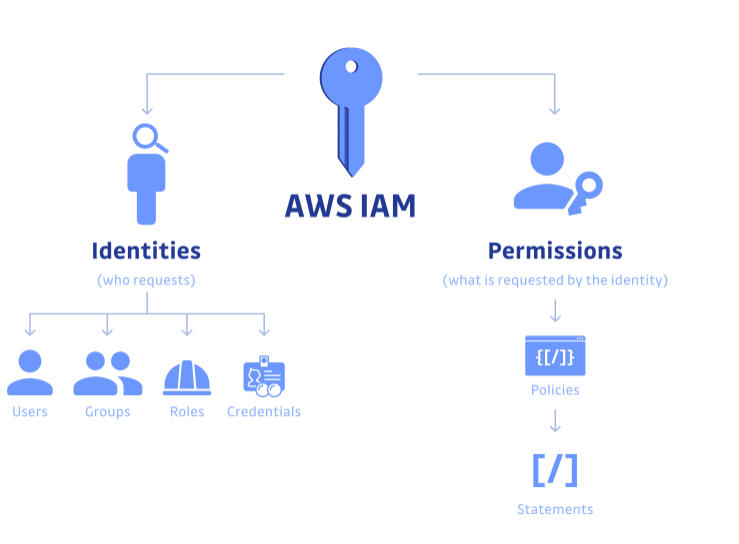 AWS IAM
Identities
(who requests)
Users
Groups
Roles
Credentials
Permissions
(what is requested by the identity)
{[/]}
Policies
[/]
Statements